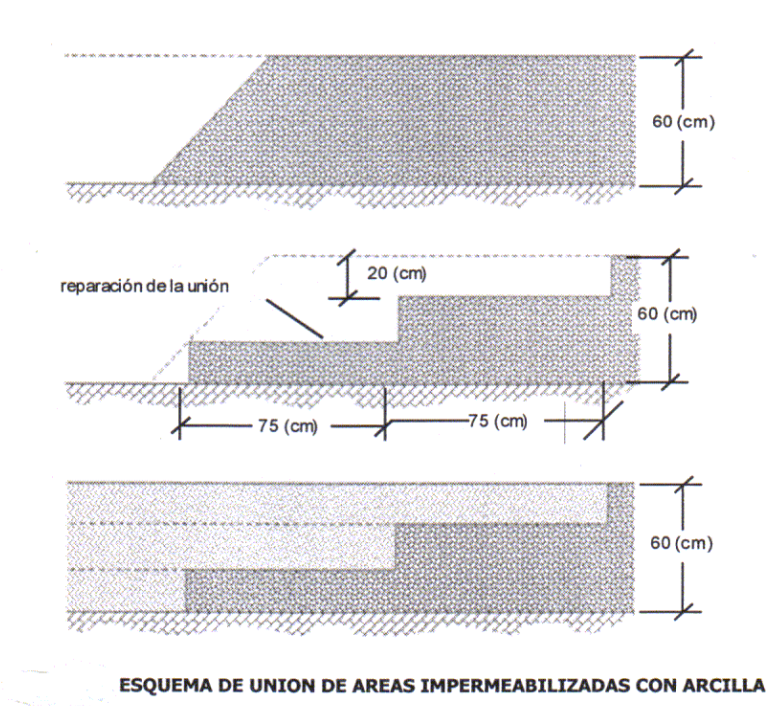 60 (cm)
20 (cm)
reparación de la unión
60 (cm)
75 (cm)
75 (cm)
60 (cm)
ESQUEMA DE UNION DE AREAS IMPERMEABILIZADAS CON ARCILLA